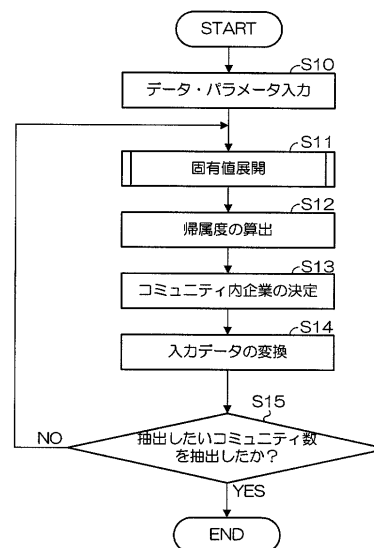 START
S10
データ・パラメータ入力
S11
固有値展開
S12
帰属度の算出
S13
コミュニティ内企業の決定
S14
入力データの変換
S15
抽出したいコミュニティ数
を抽出したか?
NO
YES
END